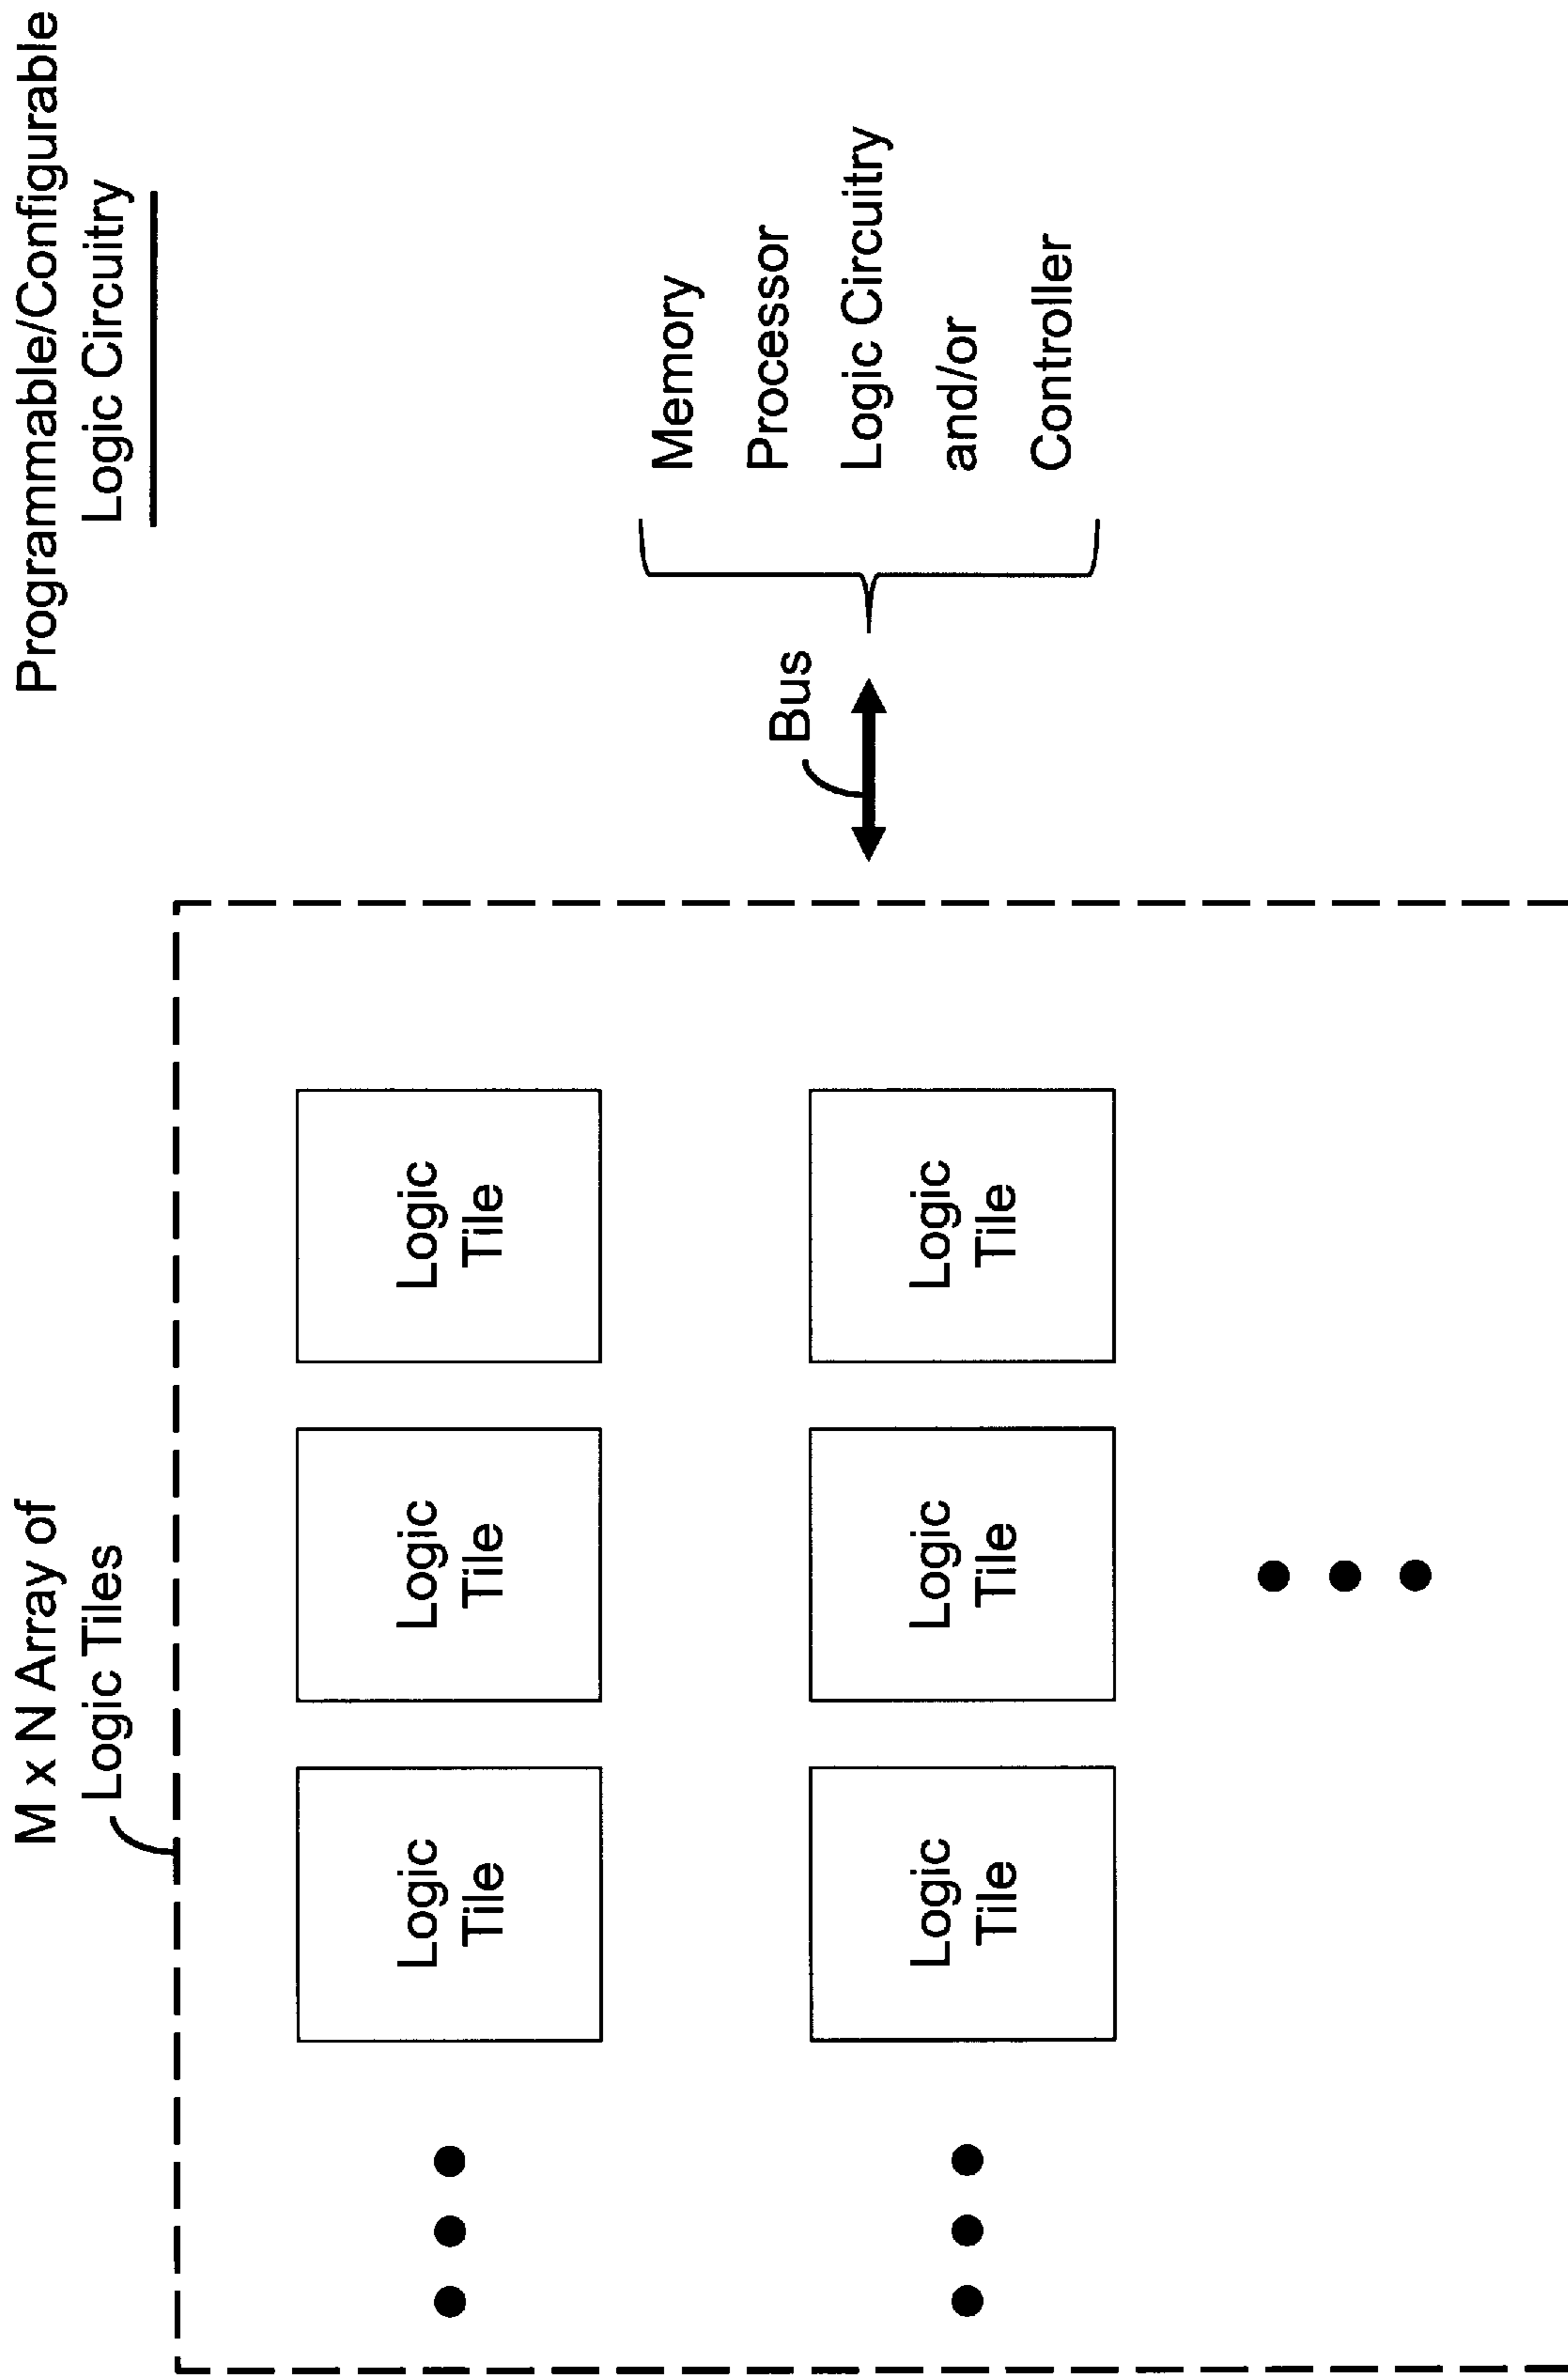 Programmable/Configurable
Logic Circuitry
M x N Array of
Logic Tiles
Logic
Tile
Logic
Tile
Logic
Tile
Logic
Tile
Logic
Tile
Logic
Tile
Bus
Memory
Processor
Logic Circuitry
and/or
Controller